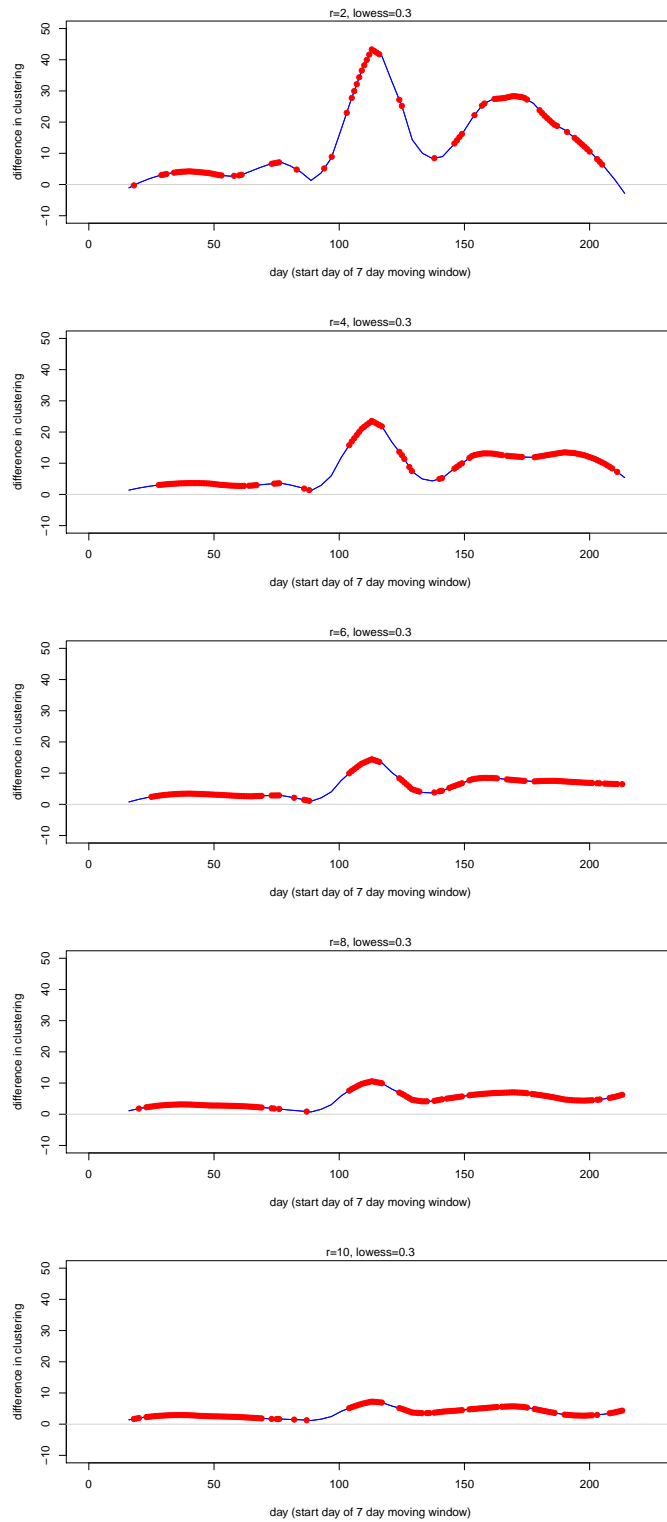 r=2, lowess=0.3
difference in clustering
50
40
30
20
10
0
−10
0 50 100 150 200
day (start day of 7 day moving window)
r=4, lowess=0.3
difference in clustering
50
40
30
20
10
0
−10
0 50 100 150 200
day (start day of 7 day moving window)
r=6, lowess=0.3
difference in clustering
50
40
30
20
10
0
−10
0 50 100 150 200
day (start day of 7 day moving window)
r=8, lowess=0.3
difference in clustering
50
40
30
20
10
0
−10
0 50 100 150 200
day (start day of 7 day moving window)
r=10, lowess=0.3
difference in clustering
50
40
30
20
10
0
−10
0 50 100 150 200
day (start day of 7 day moving window)